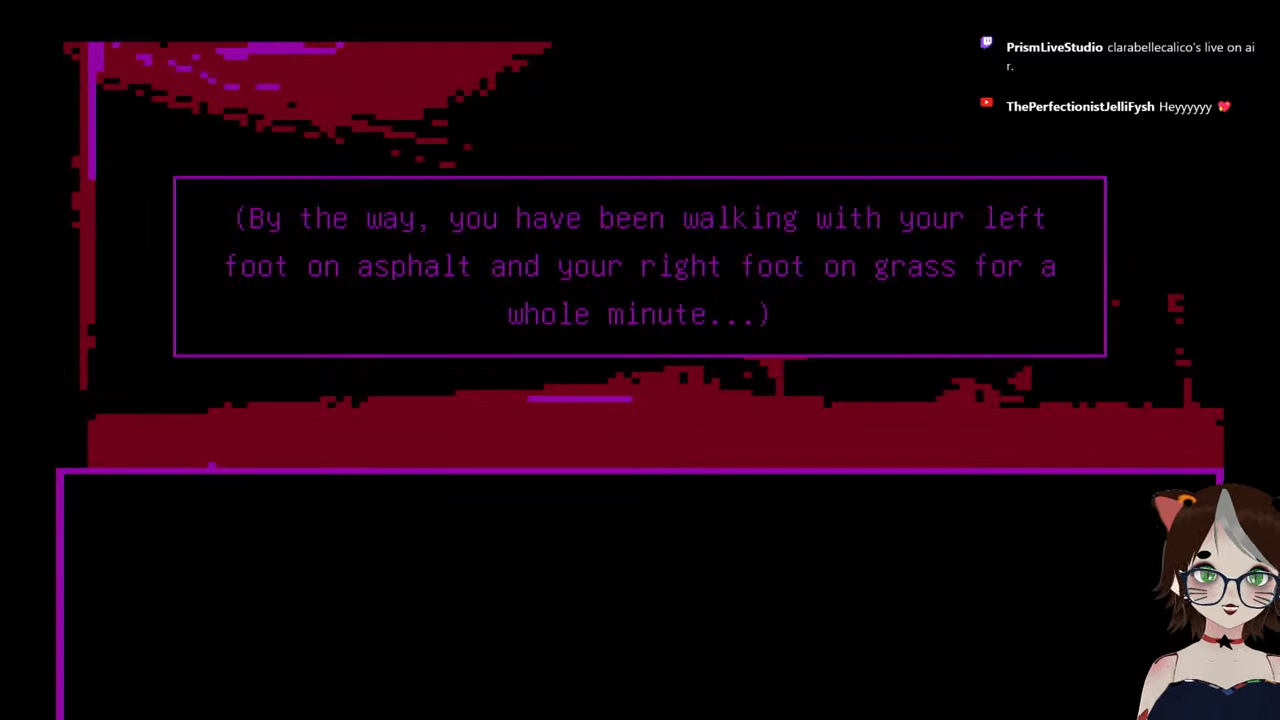 PrismLiveStudio clarabellecalico's live on ai
r.
ThePerfectionistJelliFysh Heyyyyyy 💖
(By the way, you have been walking with your left
foot on asphalt and your right foot on grass for a
whole minute...)